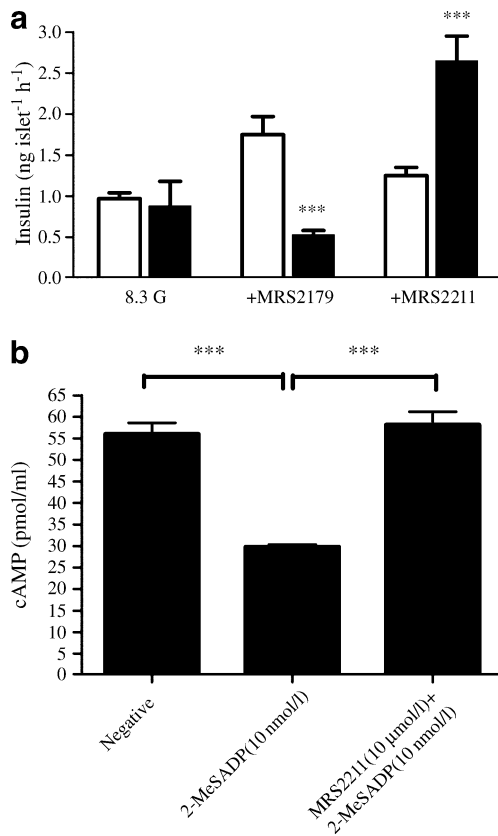 a
***
3.0
2.5
2.0
1.5
1.0
0.5
0.0
Insulin (ng islet⁻¹ h⁻¹)
***
8.3 G
+MRS2179
+MRS2211
b
***
***
65
60
55
50
45
40
35
30
25
20
15
10
5
0
cAMP (pmol/ml)
Negative
2-MeSADP(10 nmol/l)
MRS2211(10 µmol/l)+
2-MeSADP(10 nmol/l)